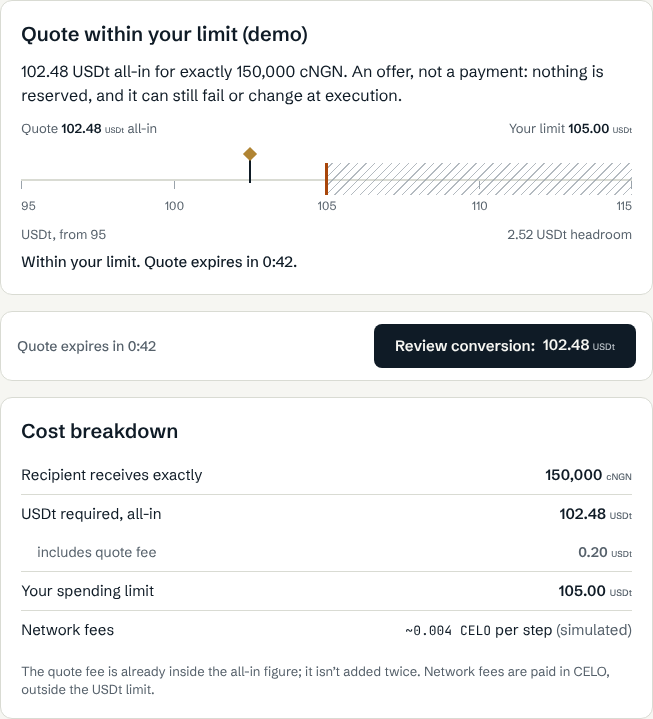 Quote within your limit (demo)
102.48 USDt all-in for exactly 150,000 cNGN. An offer, not a payment: nothing is
reserved, and it can still fail or change at execution.
Quote 102.48 USDt all-in
Your limit 105.00 USDt
95 100 105 110 115
USDt, from 95
2.52 USDt headroom
Within your limit. Quote expires in 0:42.
Quote expires in 0:42
Review conversion: 102.48 USDt
Cost breakdown
Recipient receives exactly 150,000 cNGN
USDt required, all-in 102.48 USDt
includes quote fee 0.20 USDt
Your spending limit 105.00 USDt
Network fees ~0.004 CELO per step (simulated)
The quote fee is already inside the all-in figure; it isn’t added twice. Network fees are paid in CELO,
outside the USDt limit.